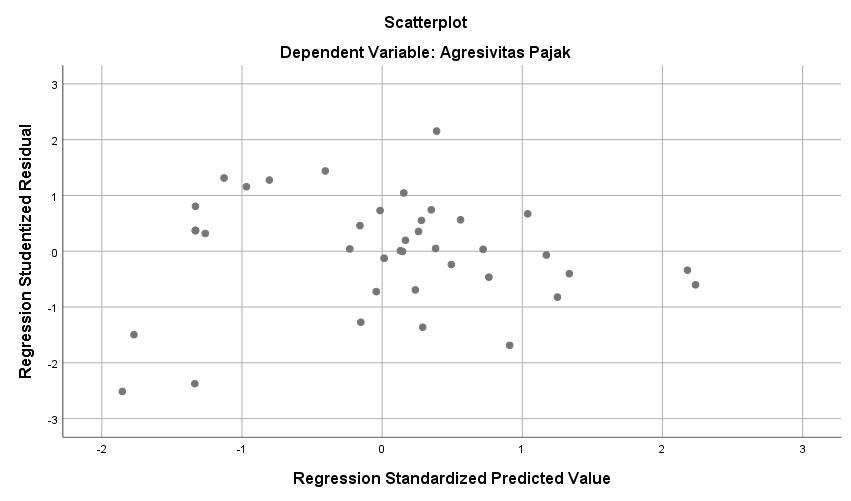 Scatterplot
Dependent Variable: Agresivitas Pajak
Regression Studentized Residual
3
2
1
0
-1
-2
-3
-2 -1 0 1 2 3
Regression Standardized Predicted Value